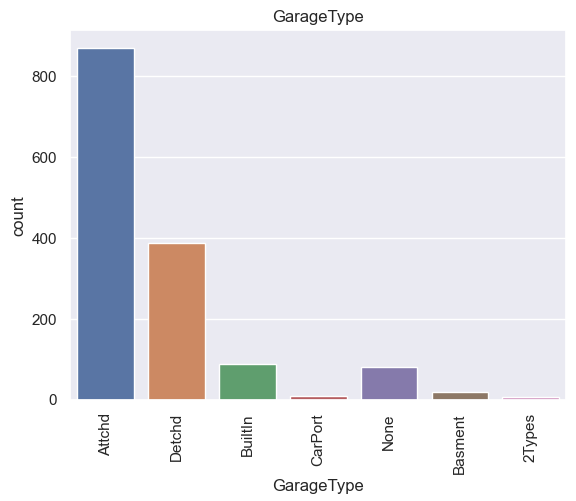 GarageType
800
600
400
200
0
count
Attchd
Detchd
BuiltIn
CarPort
None
Basment
2Types
GarageType